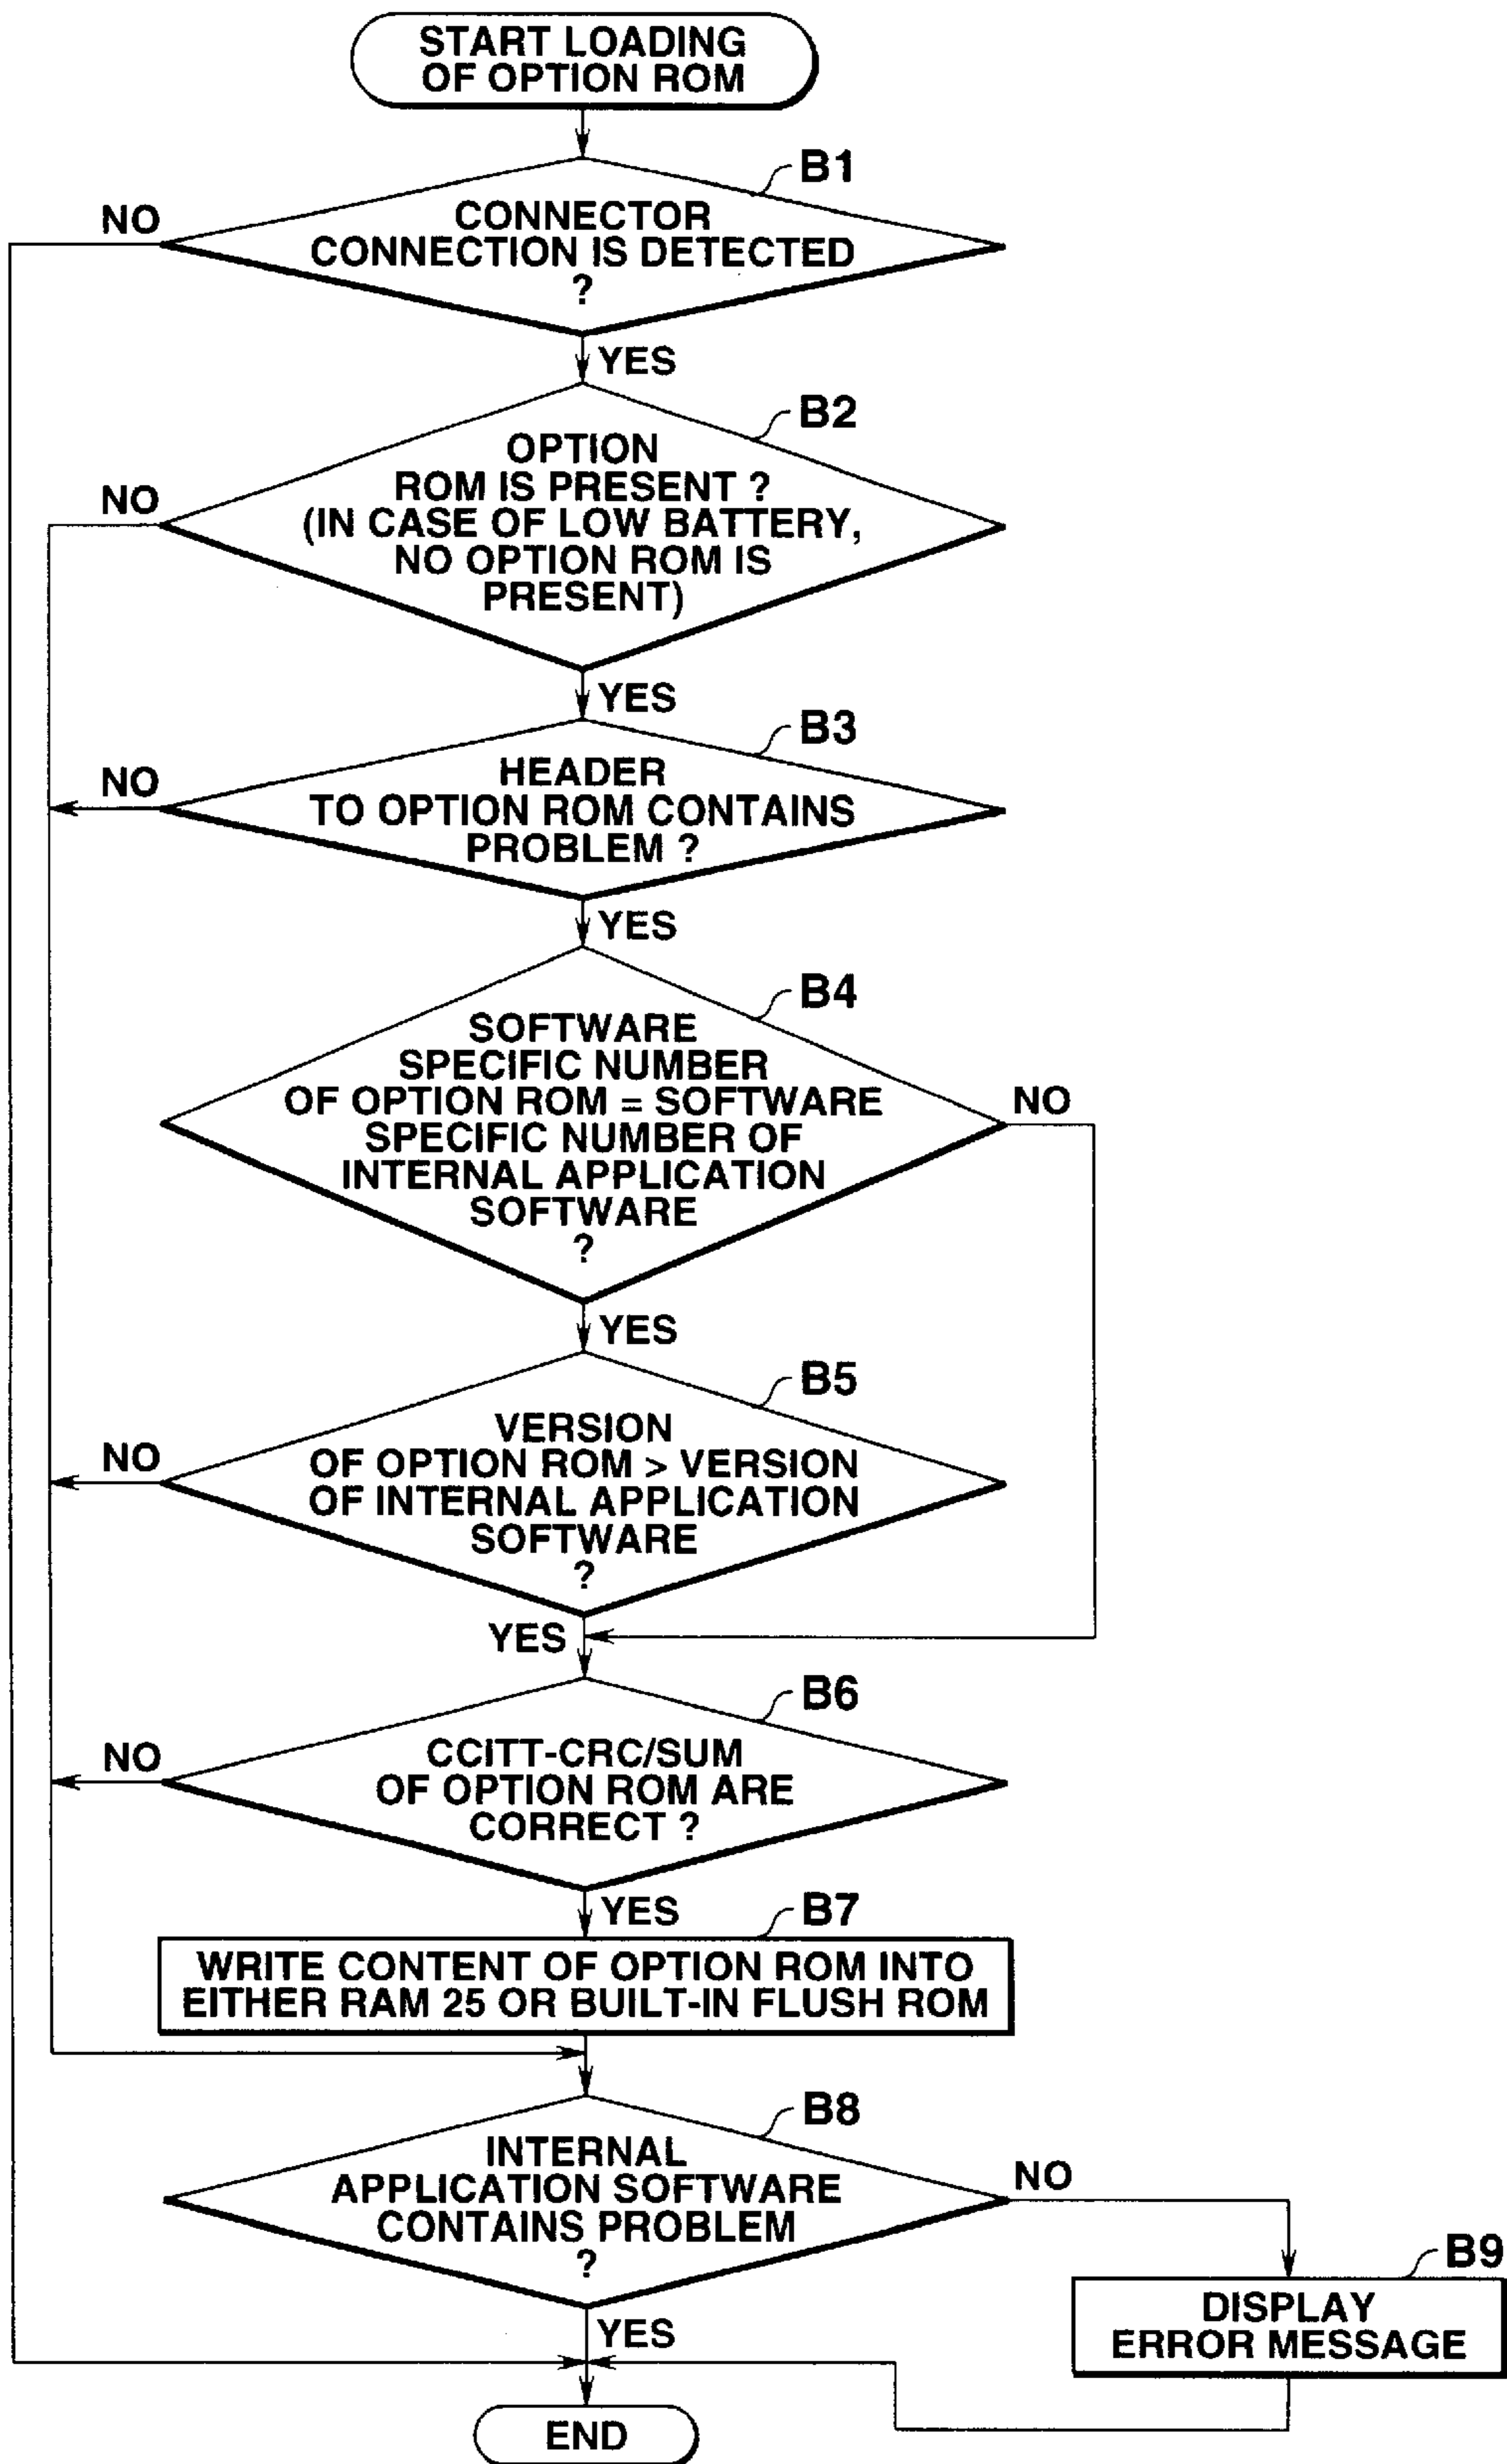 START LOADING
OF OPTION ROM
B1
NO
CONNECTOR
CONNECTION IS DETECTED
?
YES
B2
NO
OPTION
ROM IS PRESENT ?
(IN CASE OF LOW BATTERY,
NO OPTION ROM IS
PRESENT)
YES
B3
NO
HEADER
TO OPTION ROM CONTAINS
PROBLEM ?
YES
B4
SOFTWARE
SPECIFIC NUMBER
OF OPTION ROM = SOFTWARE
SPECIFIC NUMBER OF
INTERNAL APPLICATION
SOFTWARE
?
NO
YES
B5
NO
VERSION
OF OPTION ROM > VERSION
OF INTERNAL APPLICATION
SOFTWARE
?
YES
B6
NO
CCITT-CRC/SUM
OF OPTION ROM ARE
CORRECT ?
YES
B7
WRITE CONTENT OF OPTION ROM INTO
EITHER RAM 25 OR BUILT-IN FLUSH ROM
B8
INTERNAL
APPLICATION SOFTWARE
CONTAINS PROBLEM
?
NO
B9
DISPLAY
ERROR MESSAGE
YES
END